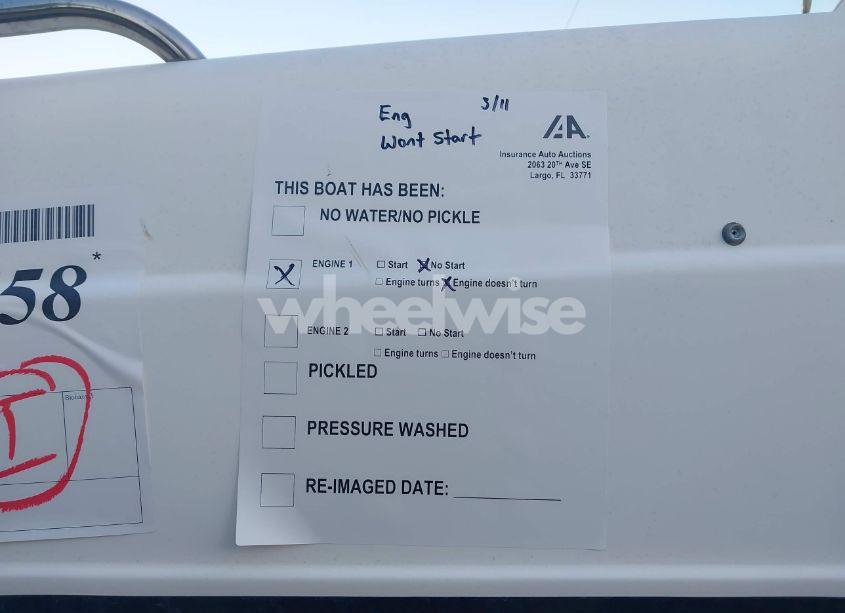 Eng 3/11
Wont Start
IAA.
Insurance Auto Auctions
2063 20TH Ave SE
Largo, FL 33771
THIS BOAT HAS BEEN:
NO WATER/NO PICKLE
X ENGINE 1 Start X No Start
Engine turns X Engine doesn't turn
wheelwise
ENGINE 2 Start No Start
Engine turns Engine doesn't turn
PICKLED
PRESSURE WASHED
RE-IMAGED DATE:
58*
I